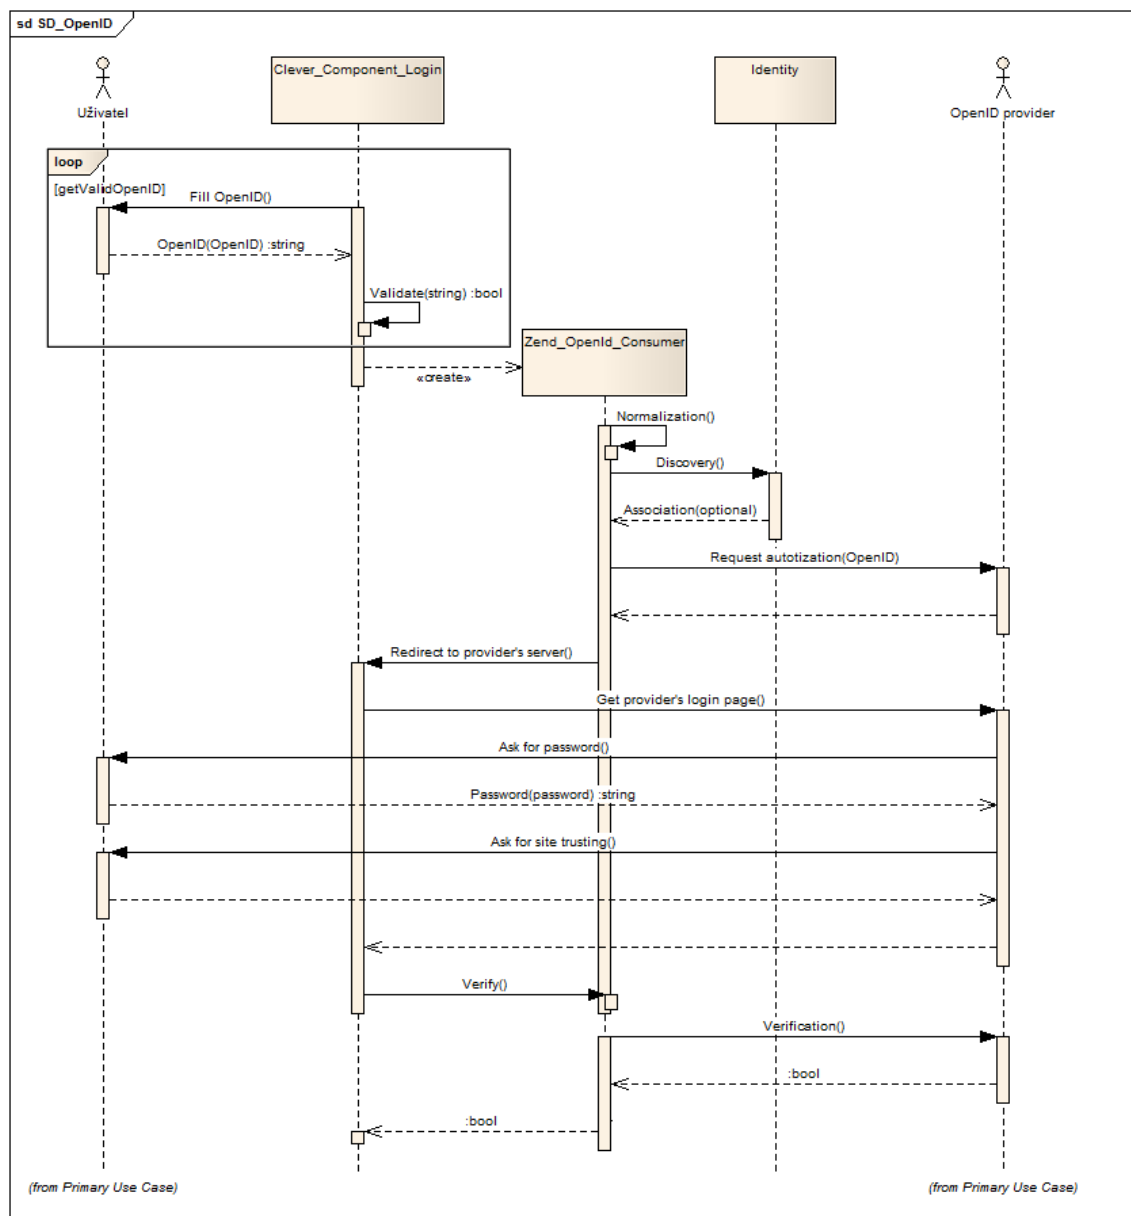 sd SD_OpenID
Uživatel
Clever_Component_Login
Identity
OpenID provider
loop
[getValidOpenID]
Fill OpenID()
OpenID(OpenID) :string
Validate(string) :bool
Zend_OpenId_Consumer
«create»
Normalization()
Discovery()
Association(optional)
Request autotization(OpenID)
Redirect to provider's server()
Get provider's login page()
Ask for password()
Password(password) :string
Ask for site trusting()
Verify()
Verification()
:bool
:bool
(from Primary Use Case)
(from Primary Use Case)